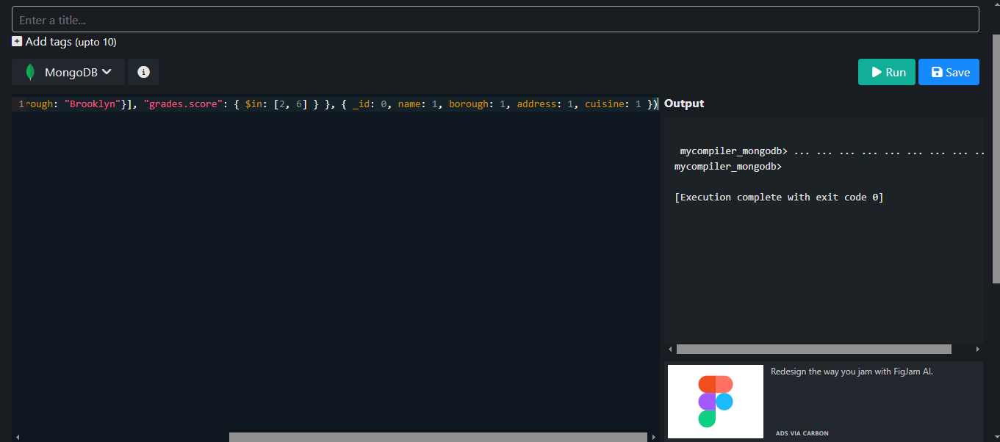 Enter a title...
Add tags (upto 10)
MongoDB
Run
Save
1rough: "Brooklyn"}], "grades.score": { $in: [2, 6] } }, { _id: 0, name: 1, borough: 1, address: 1, cuisine: 1 })
Output
mycompiler_mongodb> ... ... ... ... ... ... ... ... ..
mycompiler_mongodb>
[Execution complete with exit code 0]
Redesign the way you jam with FigJam AI.
ADS VIA CARBON